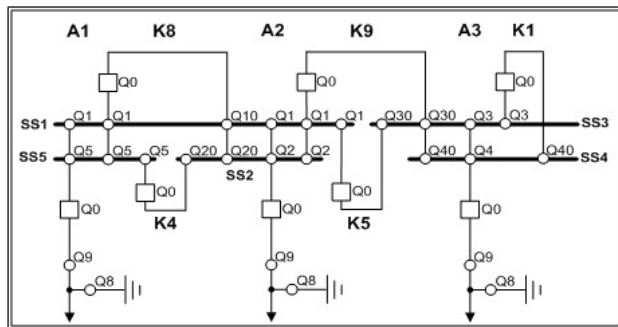 A1 K8 A2 K9 A3 K1
Q0 Q0 Q0
Q1 Q1 Q10 Q1 Q1 Q1 Q30 Q30 Q3 Q3
SS1 SS3
Q5 Q5 Q5 Q20 Q20 Q2 Q2 Q40 Q4 Q40
SS5 SS2 SS4
Q0 Q0
Q0 Q0 Q0
K4 K5
Q9 Q9 Q9
Q8 Q8 Q8